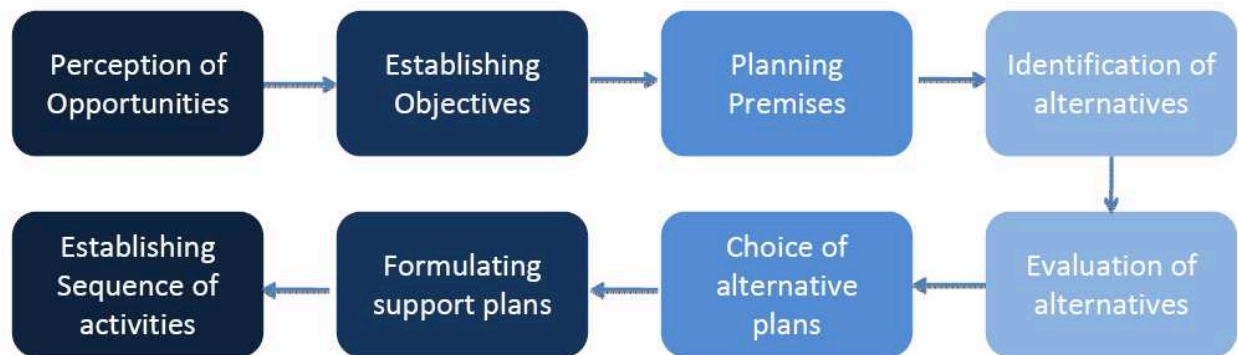 Perception of
Opportunities
Establishing
Objectives
Planning
Premises
Identification of
alternatives
Evaluation of
alternatives
Choice of
alternative
plans
Formulating
support plans
Establishing
Sequence of
activities